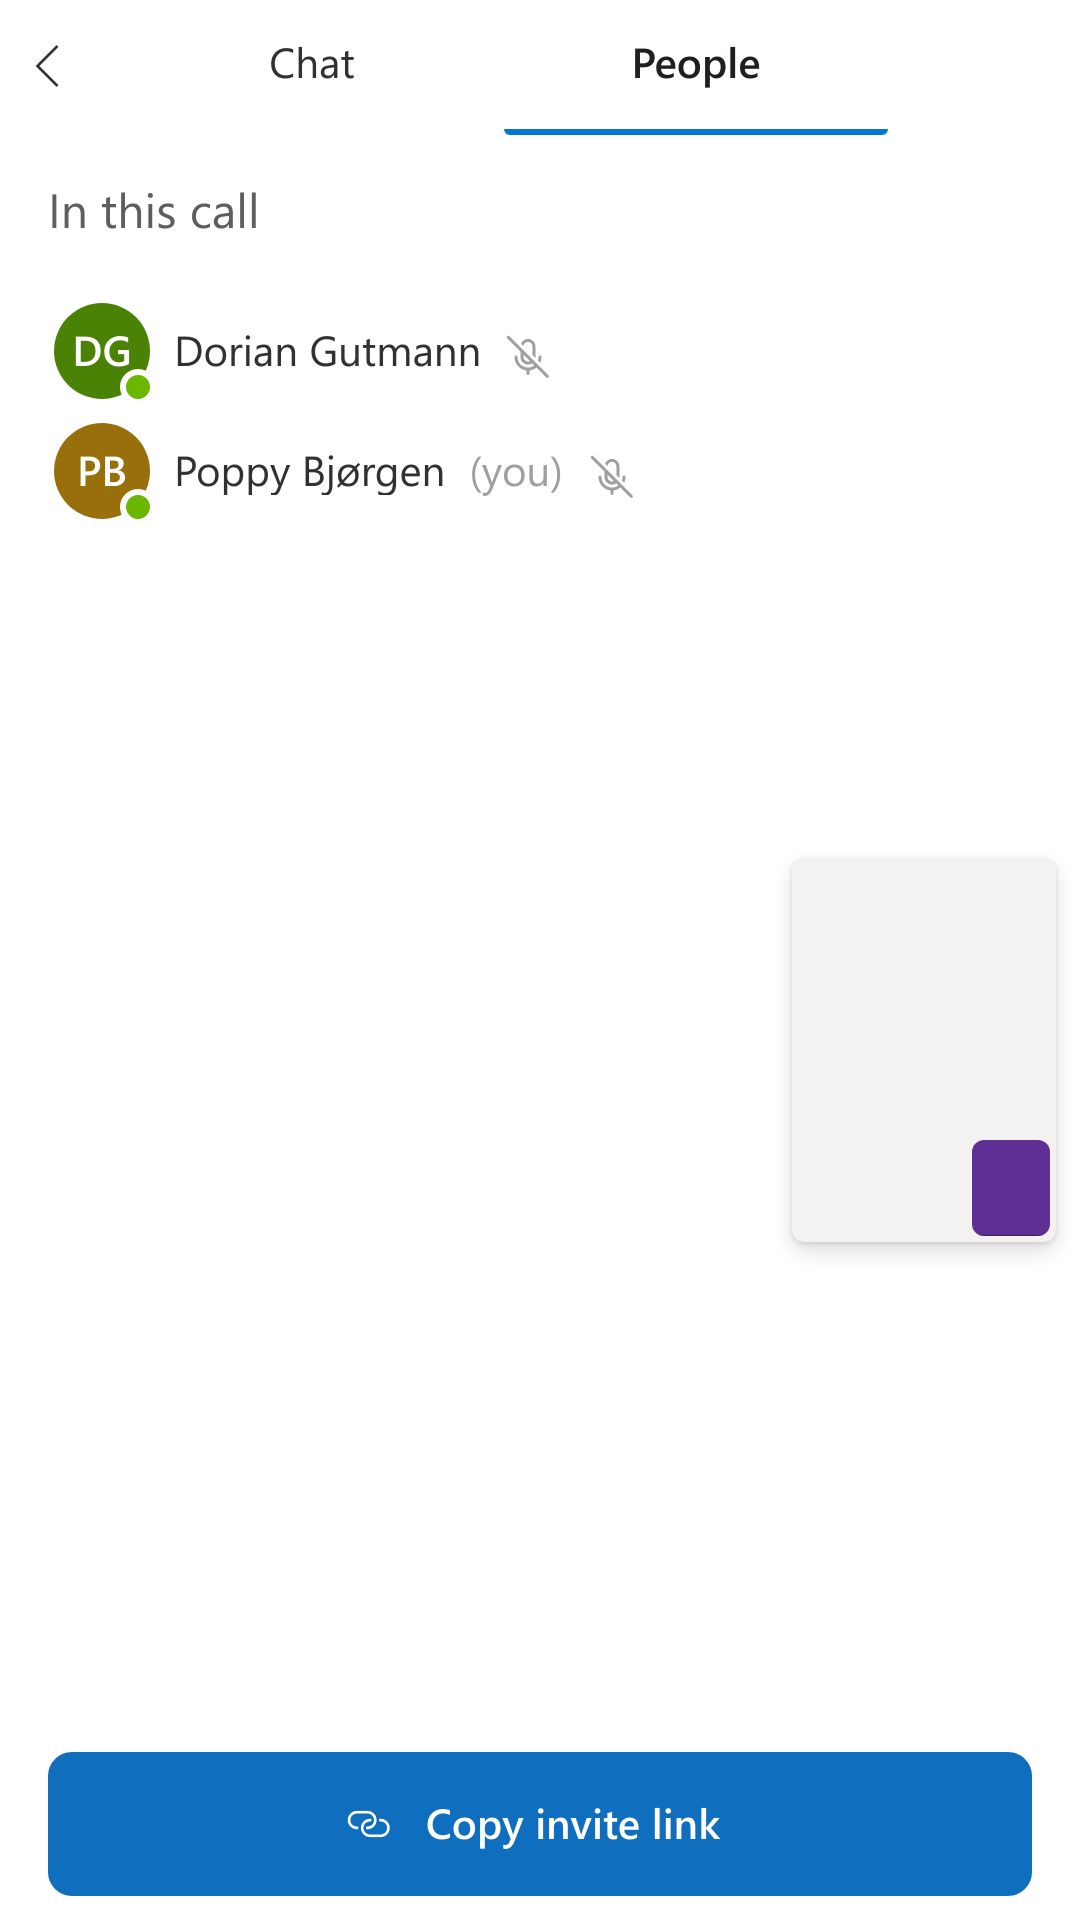 Chat People
In this call
DG Dorian Gutmann
PB Poppy Bjørgen (you)
Copy invite link